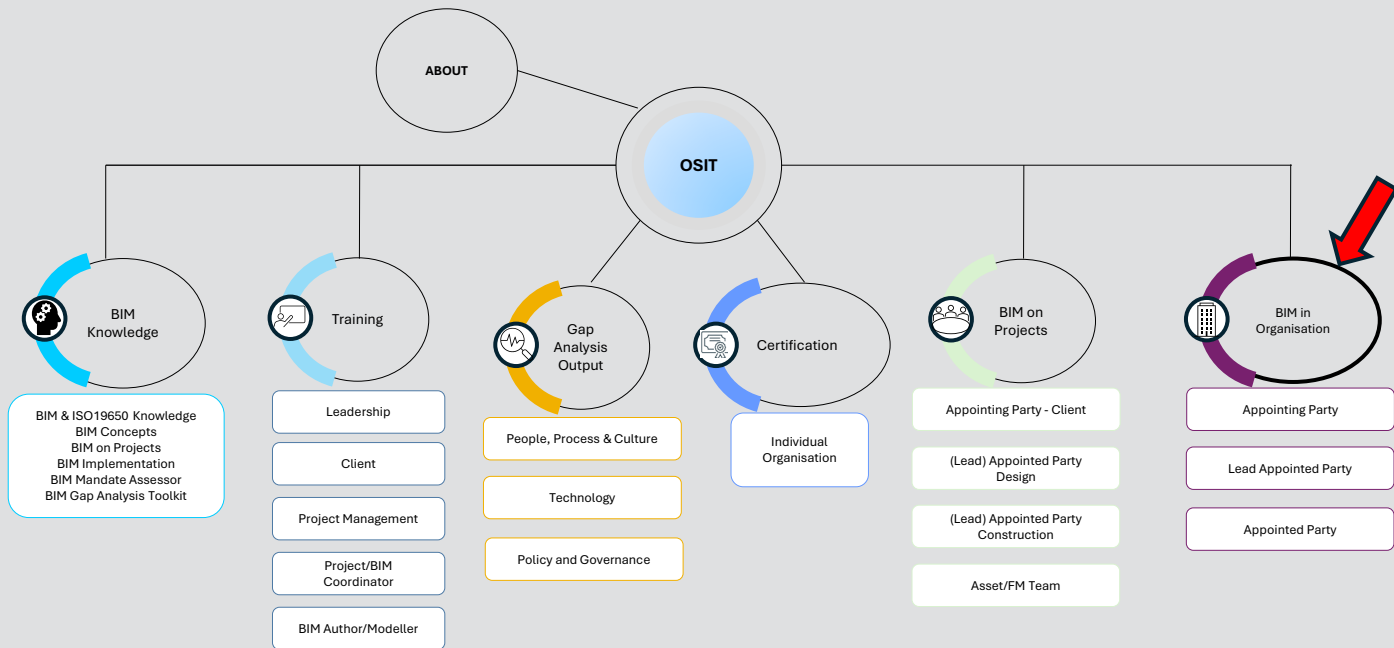 ABOUT
OSIT
BIM
Knowledge
BIM & ISO19650 Knowledge
BIM Concepts
BIM on Projects
BIM Implementation
BIM Mandate Assessor
BIM Gap Analysis Toolkit
Training
Leadership
Client
Project Management
Project/BIM
Coordinator
BIM Author/Modeller
Gap
Analysis
Output
People, Process & Culture
Technology
Policy and Governance
Certification
Individual
Organisation
BIM on
Projects
Appointing Party - Client
(Lead) Appointed Party
Design
(Lead) Appointed Party
Construction
Asset/FM Team
BIM in
Organisation
Appointing Party
Lead Appointed Party
Appointed Party